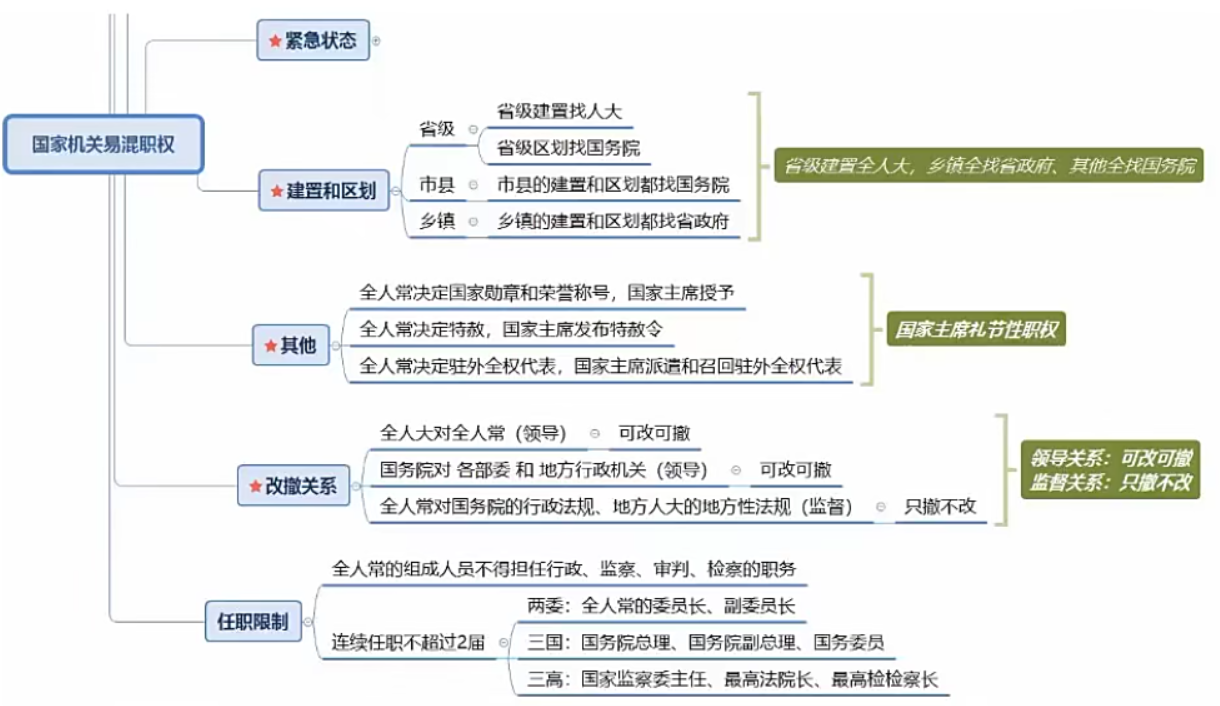 ★紧急状态
国家机关易混职权
★建置和区划
省级
省级建置找人大
省级区划找国务院
市县
市县的建置和区划都找国务院
乡镇
乡镇的建置和区划都找省政府
省级建置全人大，乡镇全找省政府、其他全找国务院
★其他
全人常决定国家勋章和荣誉称号，国家主席授予
全人常决定特赦，国家主席发布特赦令
全人常决定驻外全权代表，国家主席派遣和召回驻外全权代表
国家主席礼节性职权
★改撤关系
全人大对全人常（领导）
可改可撤
国务院对 各部委 和 地方行政机关（领导）
可改可撤
全人常对国务院的行政法规、地方人大的地方性法规（监督）
只撤不改
领导关系：可改可撤
监督关系：只撤不改
任职限制
全人常的组成人员不得担任行政、监察、审判、检察的职务
连续任职不超过2届
两委：全人常的委员长、副委员长
三国：国务院总理、国务院副总理、国务委员
三高：国家监察委主任、最高法院长、最高检检察长